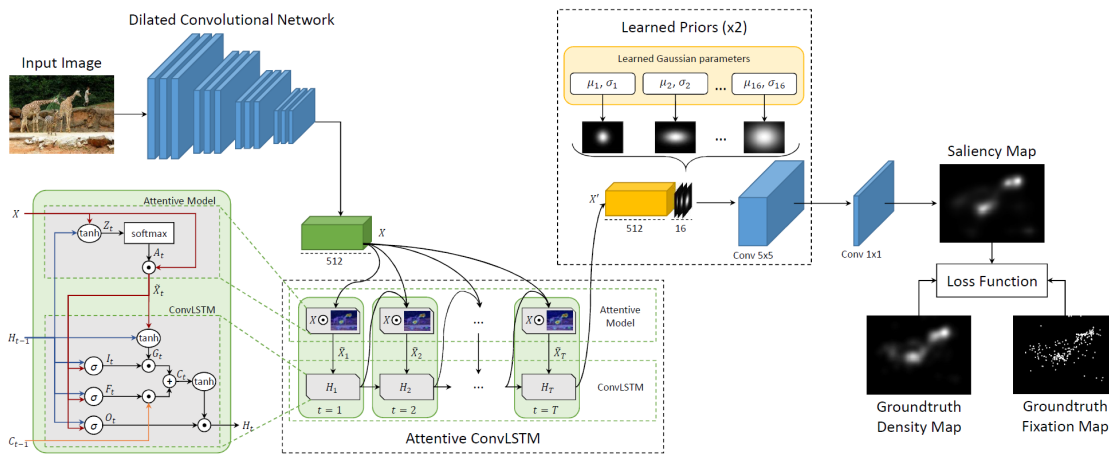 Dilated Convolutional Network
Input Image
Learned Priors (x2)
Learned Gaussian parameters
μ1, σ1
μ2, σ2
...
μ16, σ16
...
X'
512
16
Conv 5x5
Conv 1x1
Saliency Map
Loss Function
Groundtruth
Density Map
Groundtruth
Fixation Map
512
X
Attentive Model
X
tanh
Zt
softmax
At
X̃t
ConvLSTM
Ht−1
tanh
Gt
σ
It
+
Ct
tanh
σ
Ft
σ
Ot
Ht
Ct−1
X
X
...
X
Attentive
Model
X̃1
X̃2
X̃T
H1
H2
...
HT
ConvLSTM
t = 1
t = 2
t = T
Attentive ConvLSTM